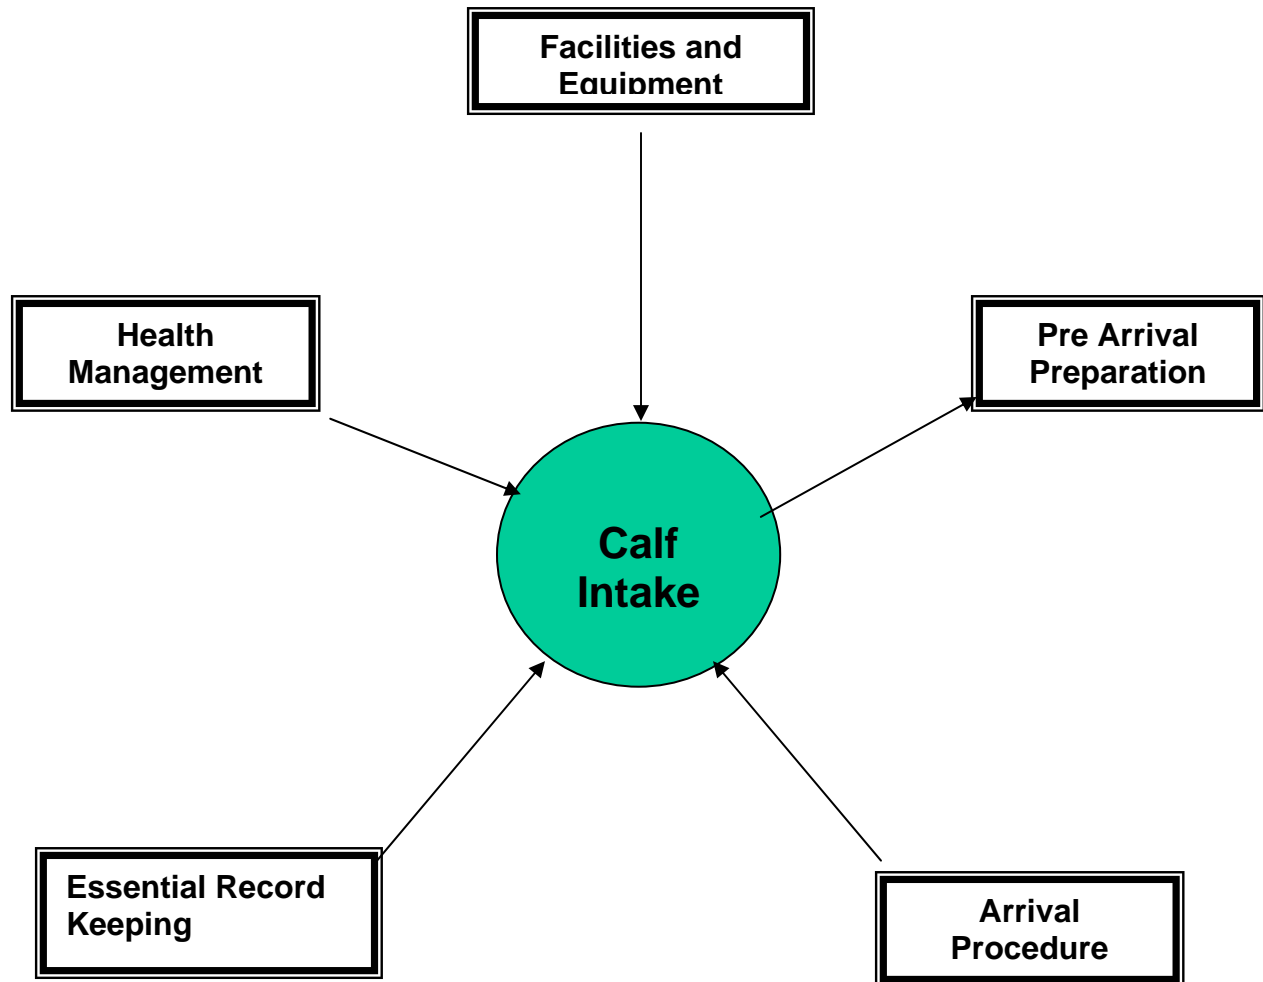 Facilities and
Equipment
Health
Management
Pre Arrival
Preparation
Calf
Intake
Essential Record
Keeping
Arrival
Procedure